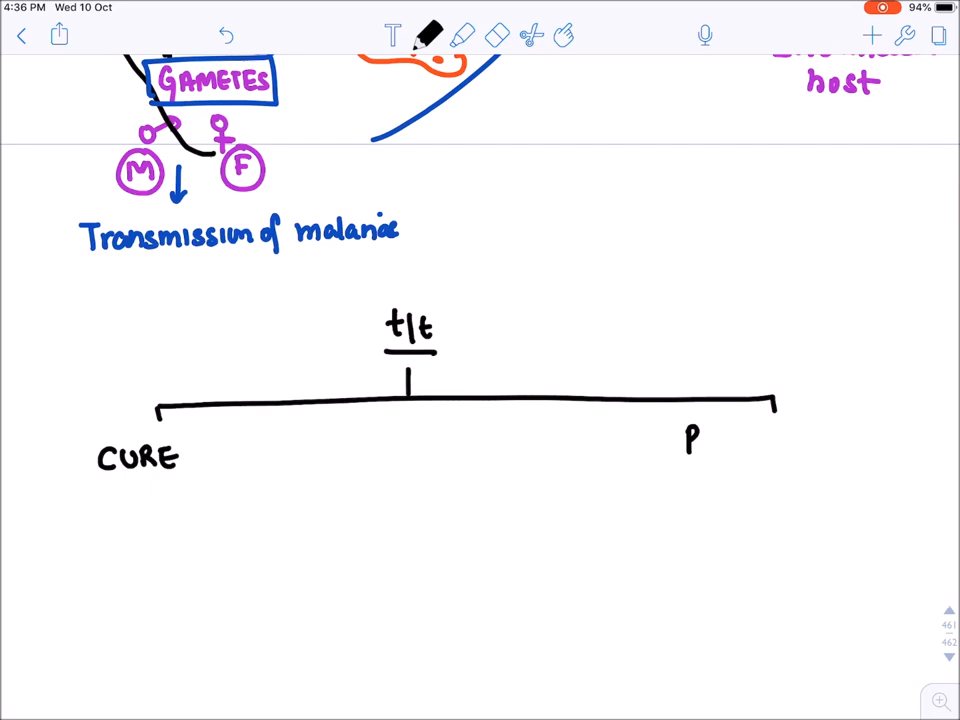 4:36 PM Wed 10 Oct
94%
T
GAMETES
host
M F
Transmission of malaria
t/t
CURE
P
461
462